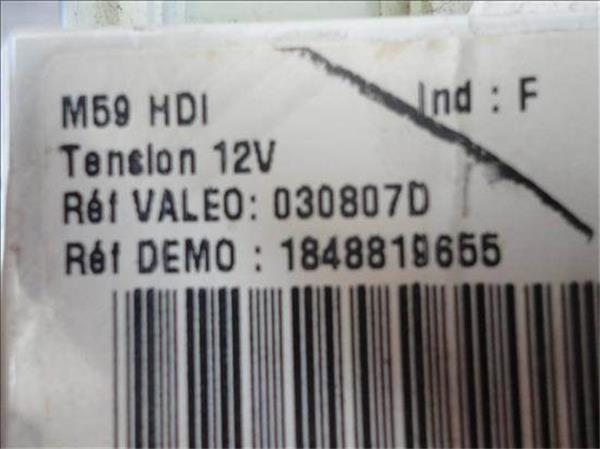 M59 HDI Ind : F
Tension 12V
Réf VALEO: 030807D
Réf DEMO : 1848819655